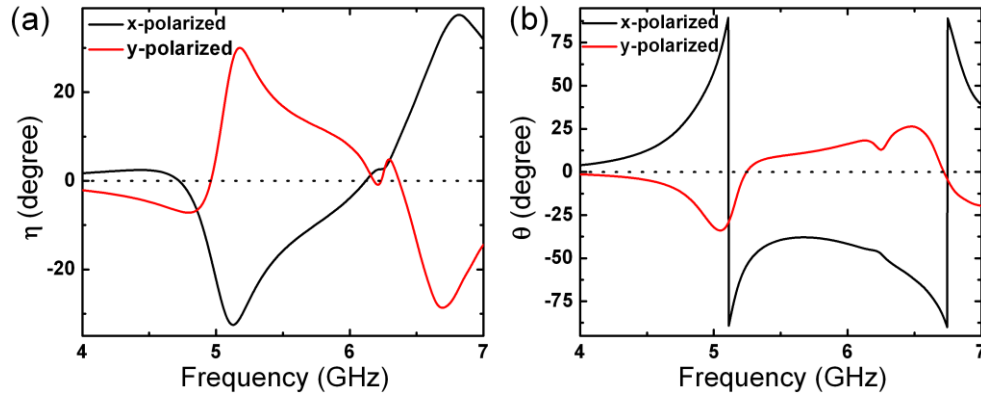 (a)
x-polarized
y-polarized
η (degree)
20
0
-20
4
5
6
7
Frequency (GHz)
(b)
x-polarized
y-polarized
θ (degree)
75
50
25
0
-25
-50
-75
4
5
6
7
Frequency (GHz)